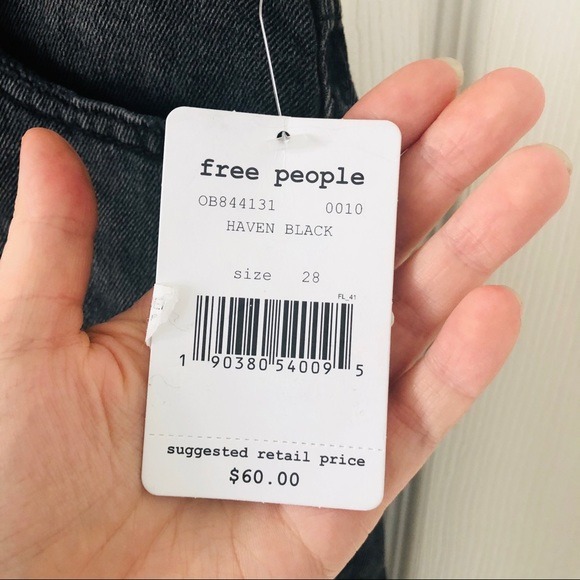 free people
OB844131 0010
HAVEN BLACK
size 28
FL_41
1 90380 54009 5
suggested retail price
$60.00